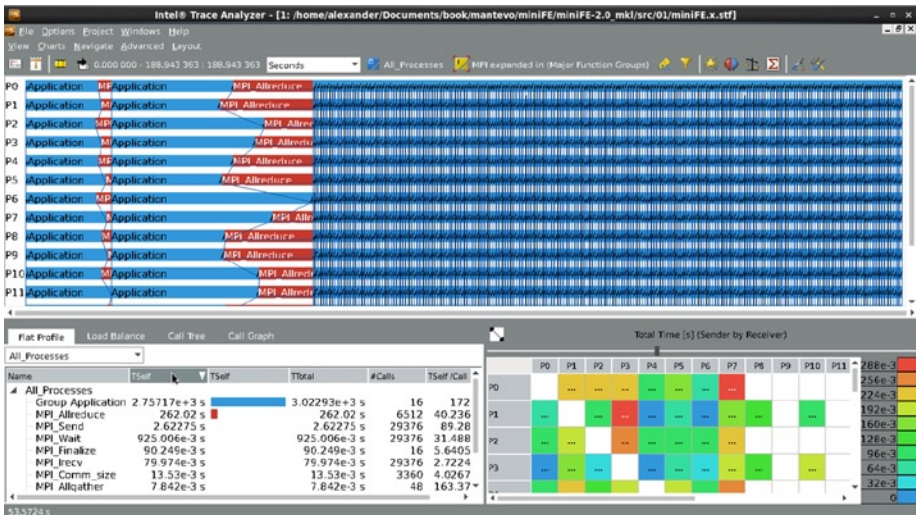 Intel® Trace Analyzer - [1: /home/alexander/Documents/book/mantevo/miniFE/miniFE-2.0_mkl/src/01/miniFE.x.stf]
File Options Project Windows Help
View Charts Navigate Advanced Layout
0.000 000 - 188.943 363 : 188.943 363 Seconds All_Processes MPI expanded in (Major Function Groups)
P0 Application MP Application MPI_Allreduce
P1 Application M Application MPI_Allreduce
P2 Application MP Application MPI_Allrec
P3 Application M Application MPI_Allreduc
P4 Application MP Application MPI_Allreduce
P5 Application M Application MPI_Allreduce
P6 Application MP Application
P7 Application Application MPI_Allr
P8 Application M Application MPI_Allreduce
P9 Application Application MPI_Allreduce
P10 Application M Application MPI_Allred
P11 Application Application MPI_Allred
Flat Profile Load Balance Call Tree Call Graph
Total Time [s] (Sender by Receiver)
All_Processes
Name TSelf TSelf TTotal #Calls TSelf /Call
All_Processes
Group Application 2.75717e+3 s 3.02293e+3 s 16 172
MPI_Allreduce 262.02 s 262.02 s 6512 40.236
MPI_Send 2.62275 s 2.62275 s 29376 89.28
MPI_Wait 925.006e-3 s 925.006e-3 s 29376 31.488
MPI_Finalize 90.249e-3 s 90.249e-3 s 16 5.6405
MPI_Irecv 79.974e-3 s 79.974e-3 s 29376 2.7224
MPI_Comm_size 13.53e-3 s 13.53e-3 s 3360 4.0267
MPI_Allgather 7.842e-3 s 7.842e-3 s 48 163.37
P0 P1 P2 P3 P4 P5 P6 P7 P8 P9 P10 P11
P0
P1
P2
P3
288e-3
256e-3
224e-3
192e-3
160e-3
128e-3
96e-3
64e-3
32e-3
0
53.5724 s